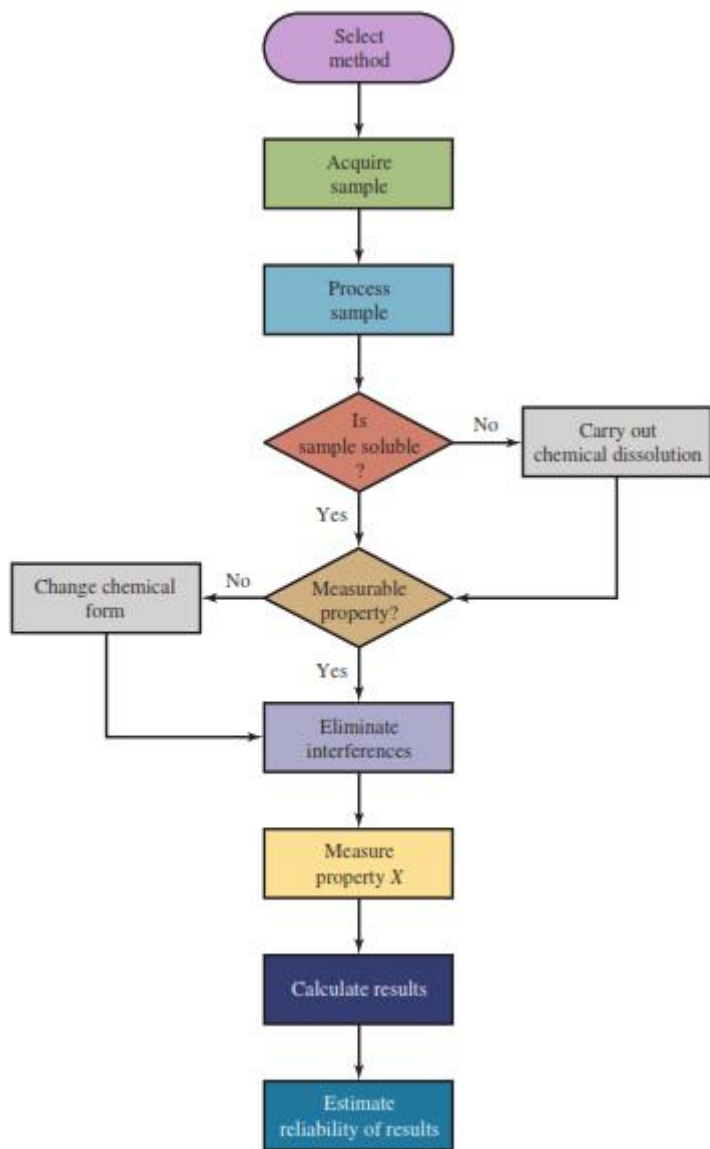 Select
method
Acquire
sample
Process
sample
Is
sample soluble
?
No
Carry out
chemical dissolution
Yes
Change chemical
form
No
Measurable
property?
Yes
Eliminate
interferences
Measure
property X
Calculate results
Estimate
reliability of results